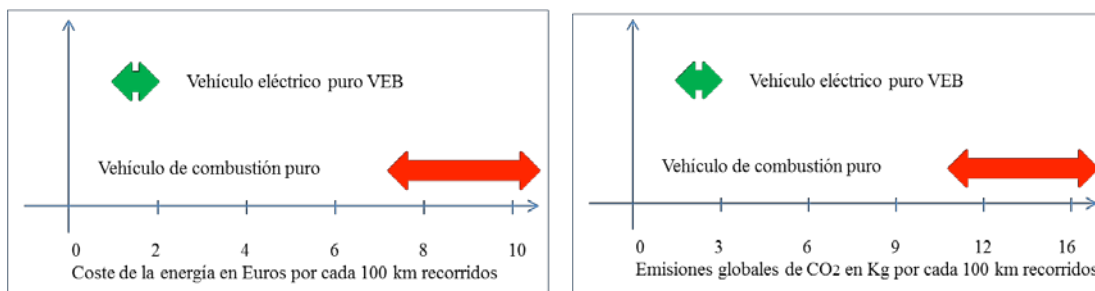 Vehículo eléctrico puro VEB
Vehículo de combustión puro
0 2 4 6 8 10
Coste de la energía en Euros por cada 100 km recorridos
Vehículo eléctrico puro VEB
Vehículo de combustión puro
0 3 6 9 12 16
Emisiones globales de CO2 en Kg por cada 100 km recorridos